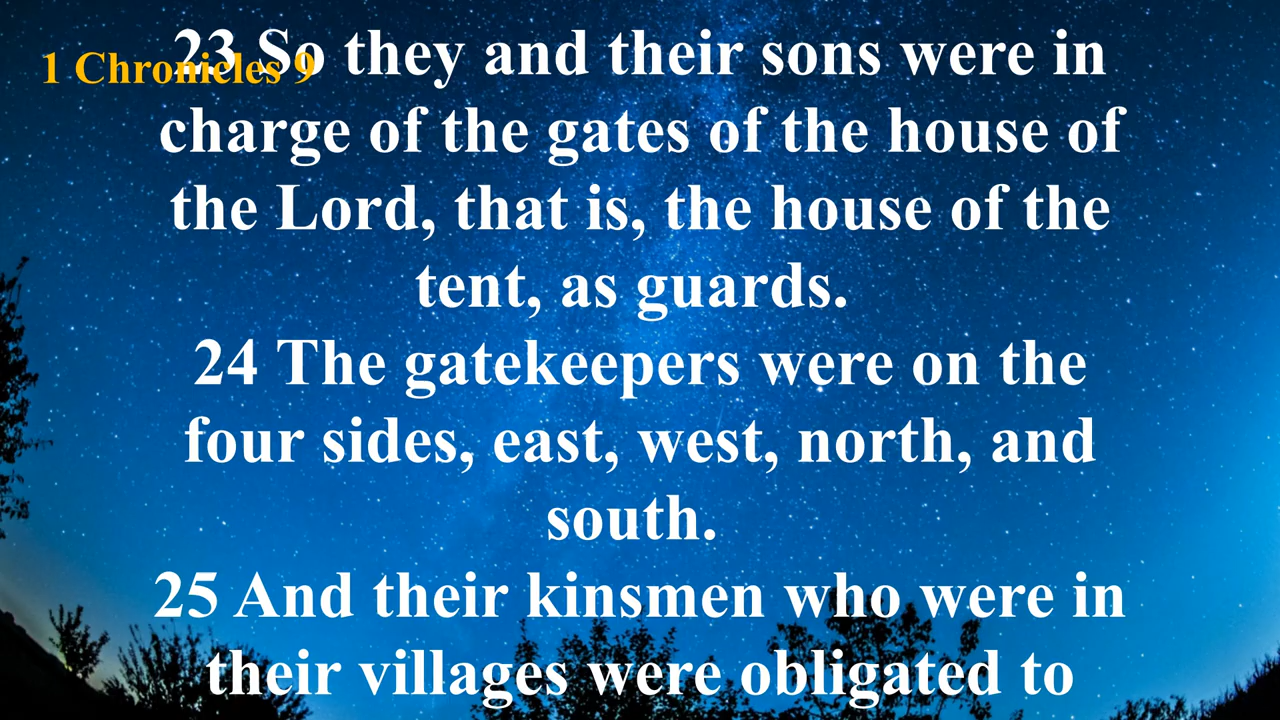 1 Chronicles 9
23 So they and their sons were in
charge of the gates of the house of
the Lord, that is, the house of the
tent, as guards.
24 The gatekeepers were on the
four sides, east, west, north, and
south.
25 And their kinsmen who were in
their villages were obligated to